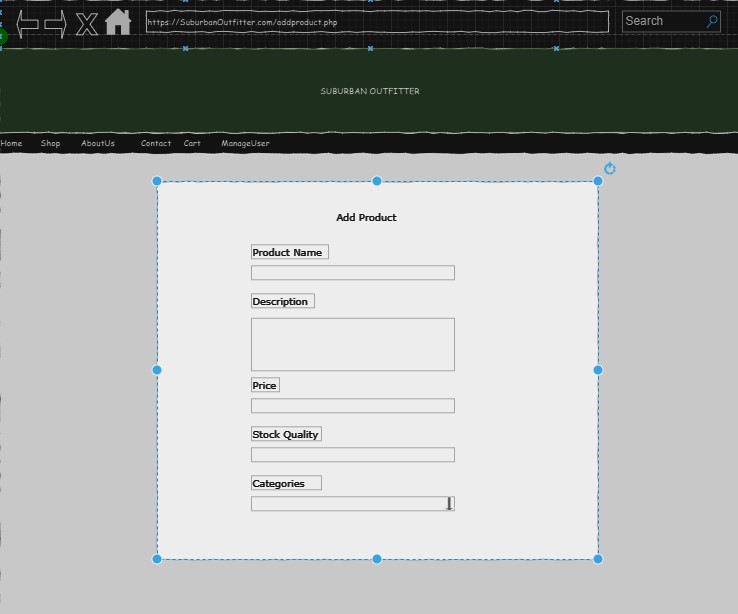 https://SuburbanOutfitter.com/addproduct.php
Search
SUBURBAN OUTFITTER
Home Shop AboutUs Contact Cart ManageUser
Add Product
Product Name
Description
Price
Stock Quality
Categories